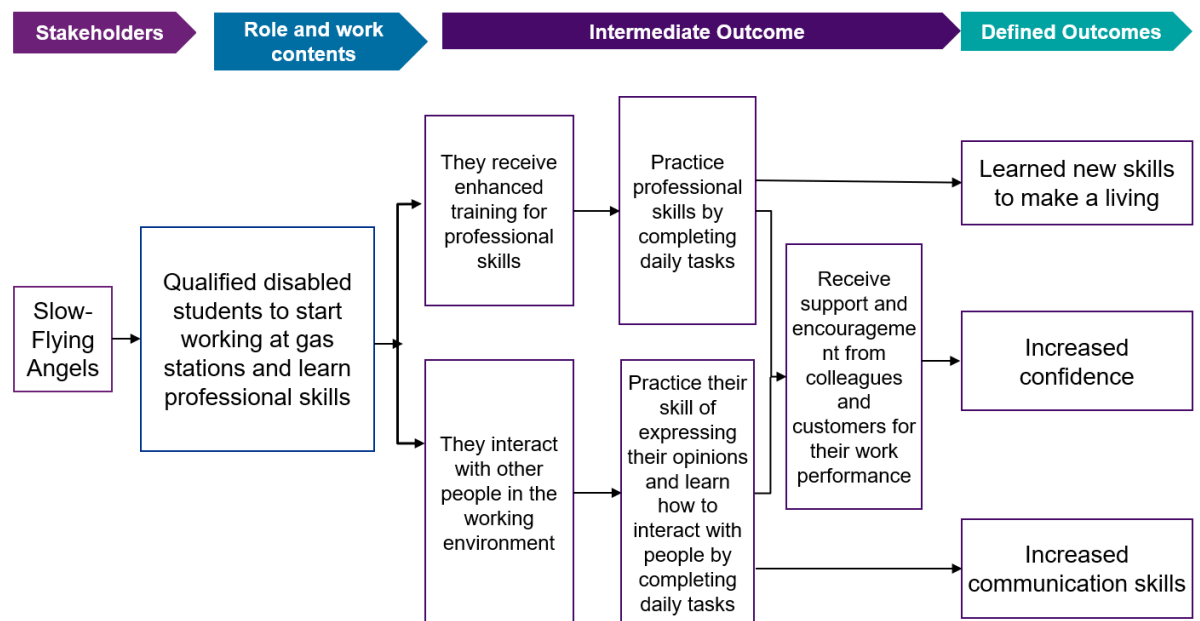 Stakeholders
Role and work
contents
Intermediate Outcome
Defined Outcomes
Slow-
Flying
Angels
Qualified disabled
students to start
working at gas
stations and learn
professional skills
They receive
enhanced
training for
professional
skills
Practice
professional
skills by
completing
daily tasks
They interact
with other
people in the
working
environment
Practice their
skill of
expressing
their opinions
and learn
how to
interact with
people by
completing
daily tasks
Receive
support and
encourageme
nt from
colleagues
and
customers for
their work
performance
Learned new skills
to make a living
Increased
confidence
Increased
communication skills